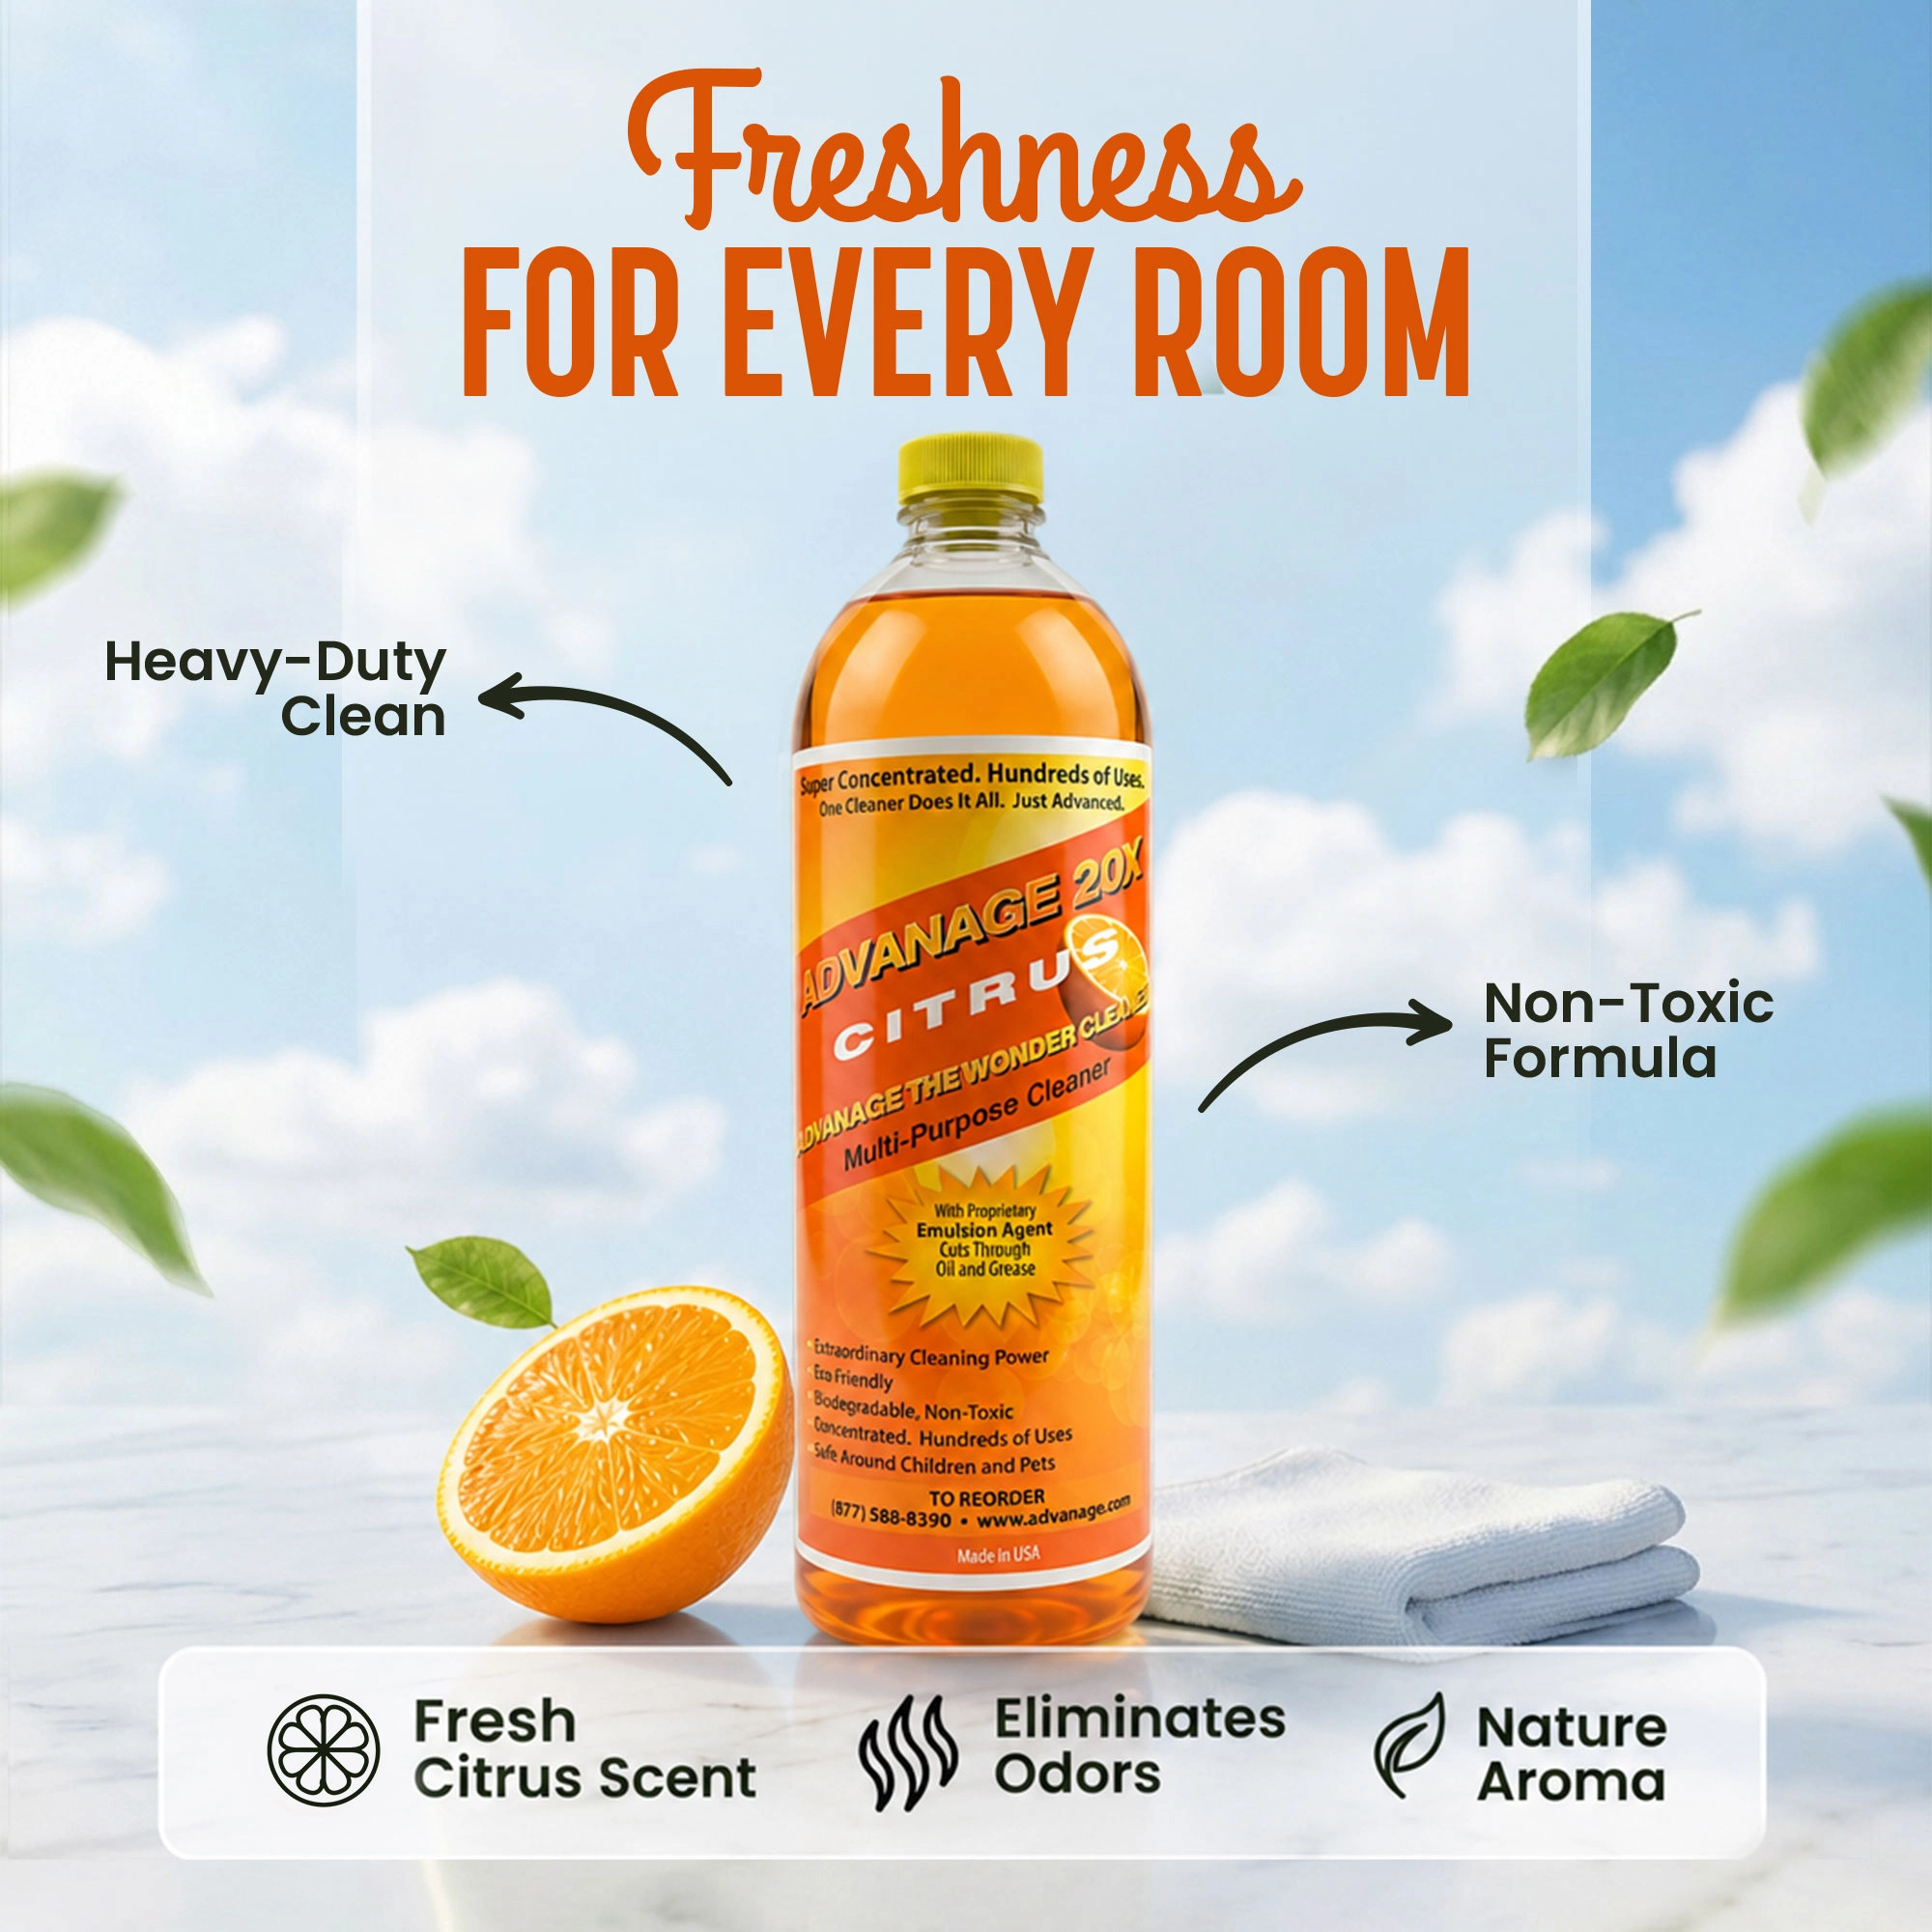 Freshness
FOR EVERY ROOM
Heavy-Duty
Clean
Super Concentrated. Hundreds of Uses.
One Cleaner Does It All. Just Advanced.
ADVANAGE 20X
CITRUS
ADVANAGE THE WONDER CLEANER
Multi-Purpose Cleaner
With Proprietary
Emulsion Agent
Cuts Through
Oil and Grease
Extraordinary Cleaning Power
Eco Friendly
Biodegradable, Non-Toxic
Concentrated. Hundreds of Uses
Safe Around Children and Pets
TO REORDER
(877) 588-8390 • www.advanage.com
Made in USA
Non-Toxic
Formula
Fresh
Citrus Scent
Eliminates
Odors
Nature
Aroma